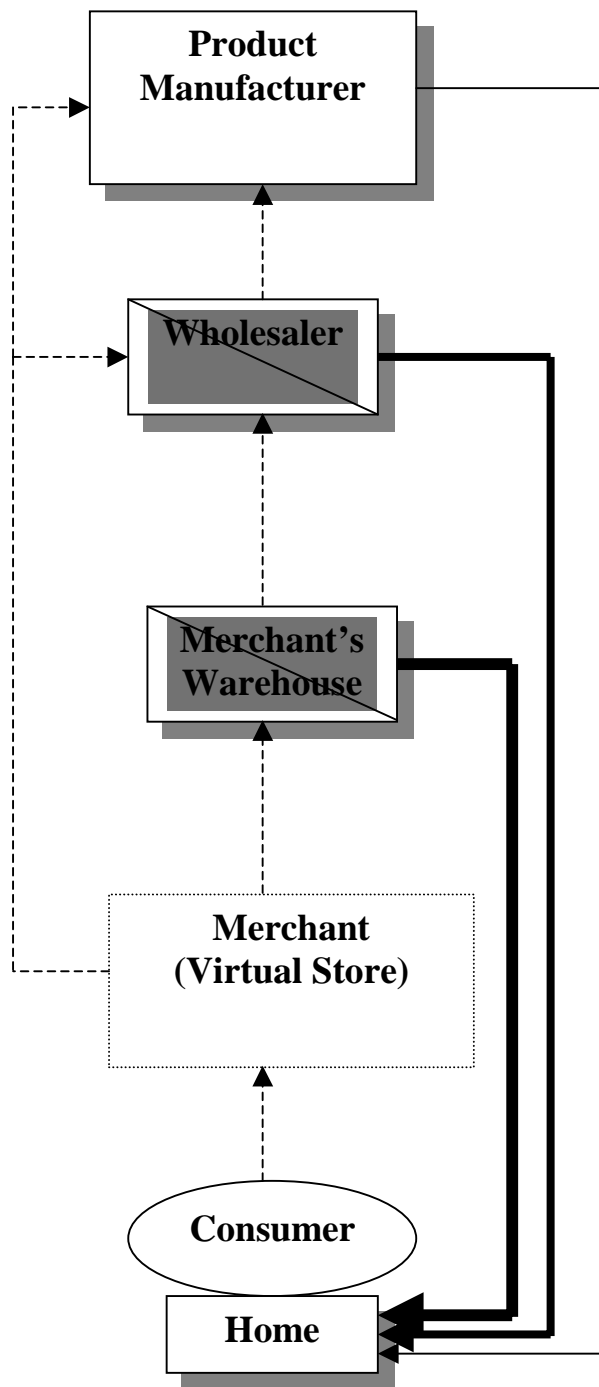 Product
Manufacturer
Wholesaler
Merchant’s
Warehouse
Merchant
(Virtual Store)
Consumer
Home